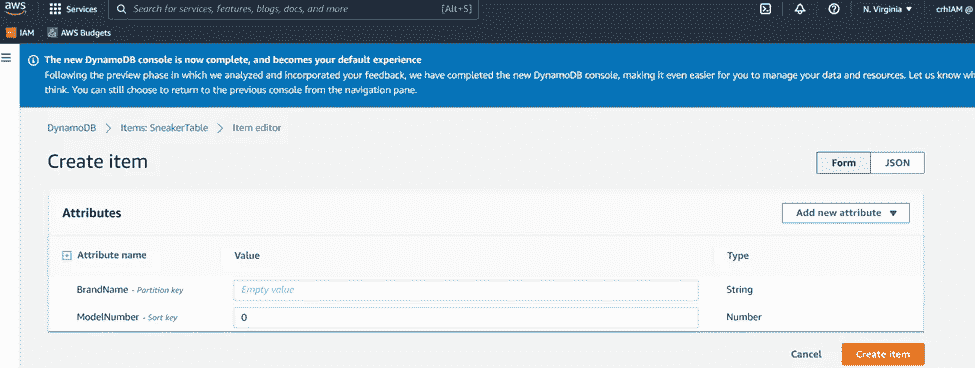 aws Services Search for services, features, blogs, docs, and more [Alt+S] N. Virginia ▼ crhIAM @
IAM AWS Budgets
The new DynamoDB console is now complete, and becomes your default experience
Following the preview phase in which we analyzed and incorporated your feedback, we have completed the new DynamoDB console, making it even easier for you to manage your data and resources. Let us know
think. You can still choose to return to the previous console from the navigation pane.
DynamoDB > Items: SneakerTable > Item editor
Create item
Form JSON
Attributes
Add new attribute ▼
Attribute name Value Type
BrandName - Partition key Empty value String
ModelNumber - Sort key 0 Number
Cancel Create item